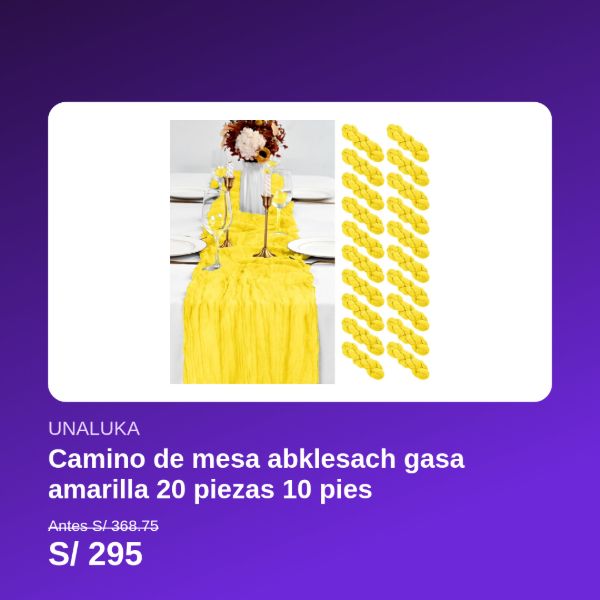 UNALUKA
Camino de mesa abklesach gasa
amarilla 20 piezas 10 pies
Antes S/ 368.75
S/ 295